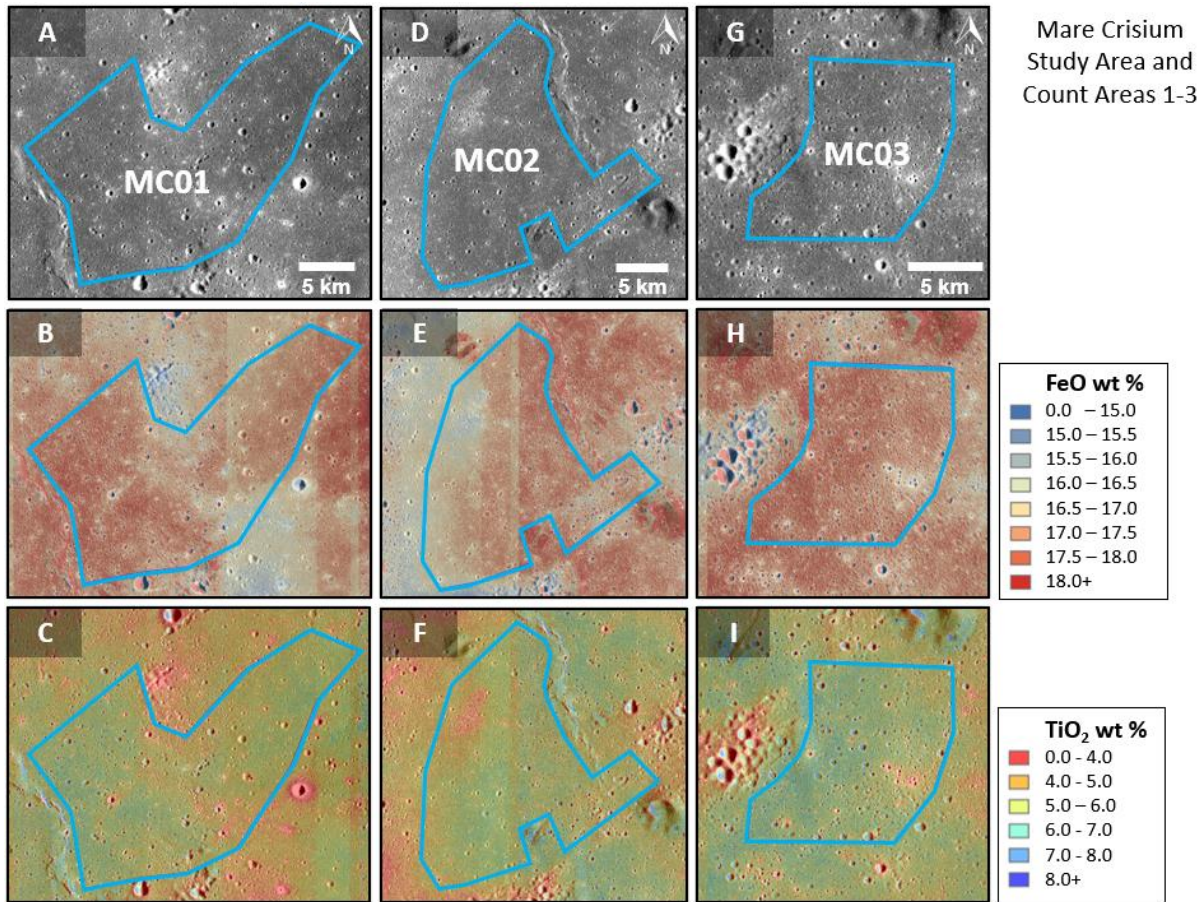 A
N
MC01
5 km
D
N
MC02
5 km
G
N
MC03
5 km
Mare Crisium
Study Area and
Count Areas 1-3
B
E
H
FeO wt %
0.0 – 15.0
15.0 – 15.5
15.5 – 16.0
16.0 – 16.5
16.5 – 17.0
17.0 – 17.5
17.5 – 18.0
18.0+
C
F
I
TiO₂ wt %
0.0 - 4.0
4.0 - 5.0
5.0 – 6.0
6.0 - 7.0
7.0 - 8.0
8.0+